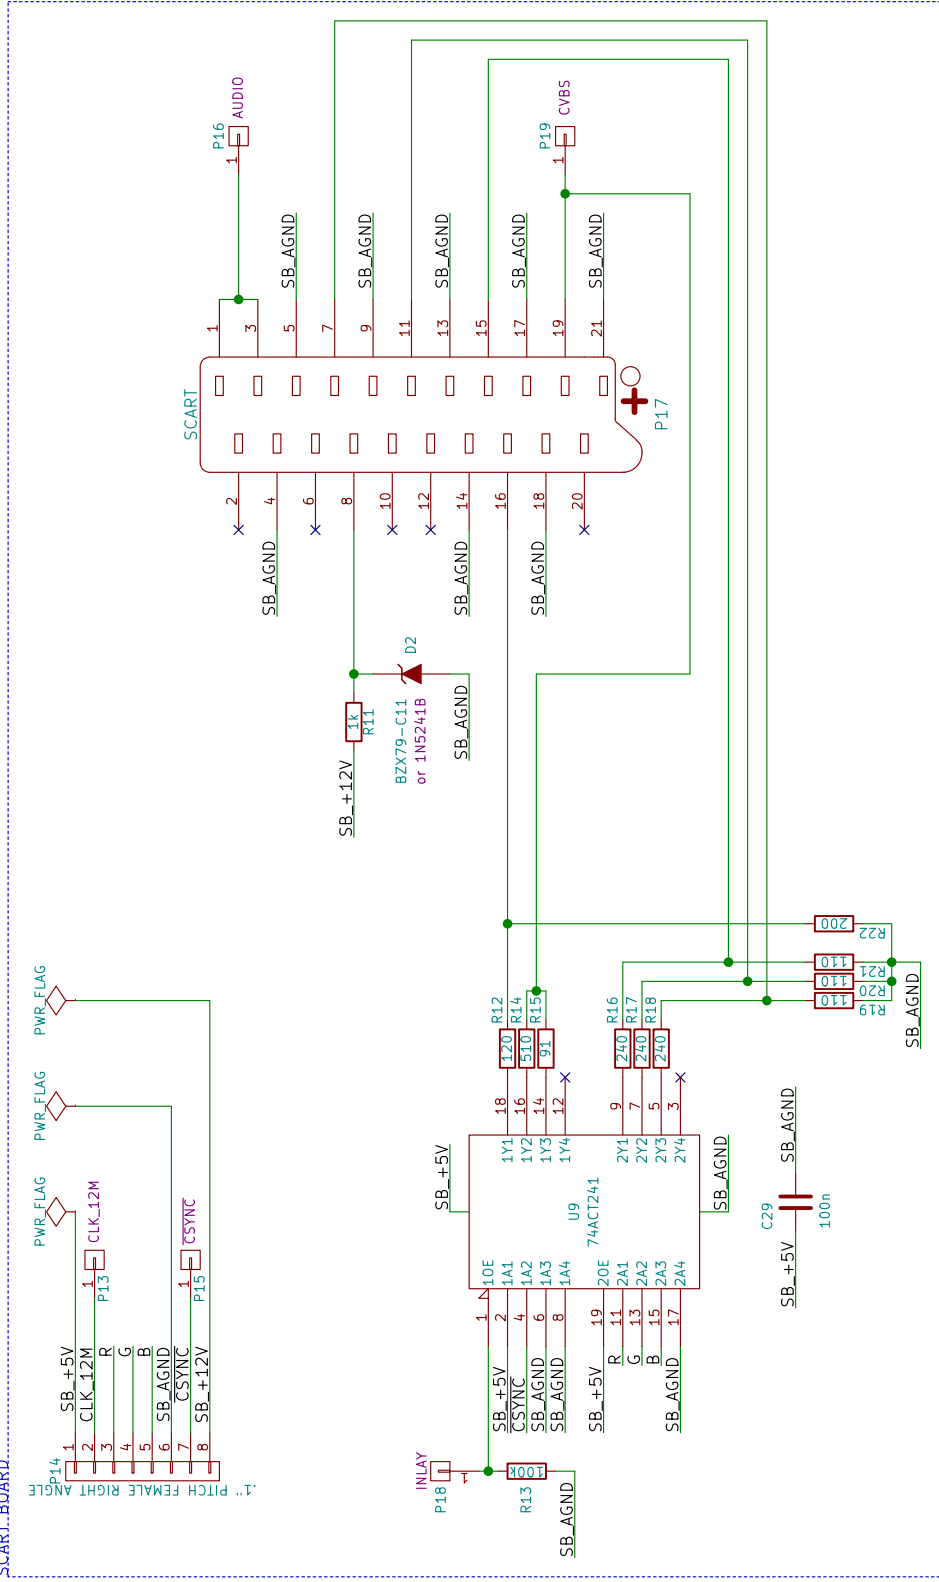 P16
AUDIO
1
P19
CVBS
1
SB_AGND
SB_AGND
SB_AGND
SB_AGND
SB_AGND
1
3
5
7
9
11
13
15
17
19
21
SCART
P17
2
4
6
8
10
12
14
16
18
20
SB_AGND
SB_AGND
SB_AGND
D2
BZX79-C11
or 1N5241B
SB_AGND
1k
R11
SB_+12V
200
R22
110
R21
110
R20
110
R19
SB_AGND
PWR_FLAG
PWR_FLAG
PWR_FLAG
R12
R14
R15
R16
R17
R18
120
510
91
240
240
240
18
16
14
12
9
7
5
3
1Y1
1Y2
1Y3
1Y4
2Y1
2Y2
2Y3
2Y4
SB_+5V
SB_AGND
U9
74ACT241
1OE
1A1
1A2
1A3
1A4
2OE
2A1
2A2
2A3
2A4
1
2
4
6
8
19
11
13
15
17
SB_+5V
CSYNC
SB_AGND
SB_AGND
SB_+5V
R
G
B
SB_AGND
SB_AGND
C29
100n
SB_+5V
CLK_12M
1
P13
CSYNC
1
P15
SB_+5V
CLK_12M
R
G
B
SB_AGND
CSYNC
SB_+12V
1
2
3
4
5
6
7
8
P14
.1" PITCH FEMALE RIGHT ANGLE
INLAY
P18
1
100k
R13
SB_AGND
SCART BOARD